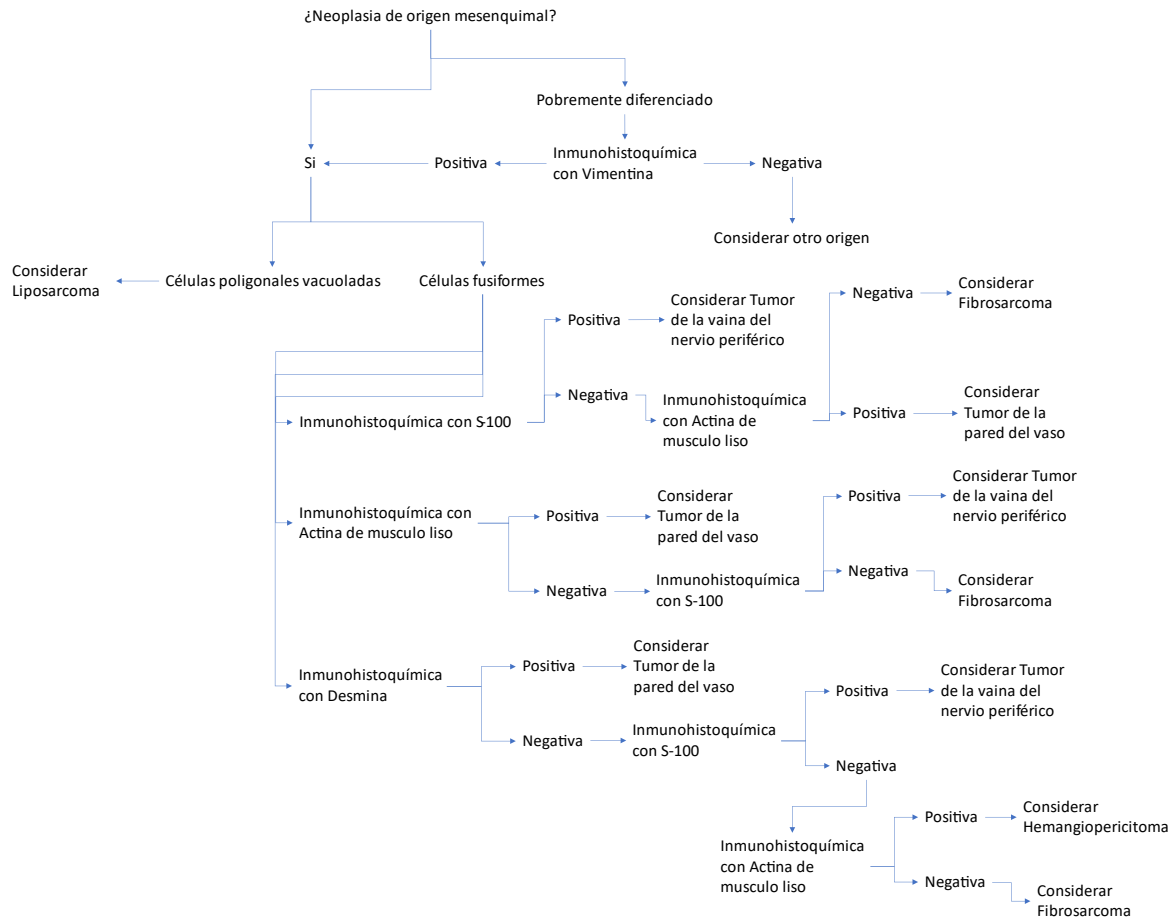 ¿Neoplasia de origen mesenquimal?
Pobremente diferenciado
Si
Positiva
Inmunohistoquímica
con Vimentina
Negativa
Considerar otro origen
Considerar
Liposarcoma
Células poligonales vacuoladas
Células fusiformes
Inmunohistoquímica con S-100
Positiva
Considerar Tumor
de la vaina del
nervio periférico
Negativa
Inmunohistoquímica
con Actina de
musculo liso
Negativa
Considerar
Fibrosarcoma
Positiva
Considerar
Tumor de la
pared del vaso
Inmunohistoquímica con
Actina de musculo liso
Positiva
Considerar
Tumor de la
pared del vaso
Negativa
Inmunohistoquímica
con S-100
Positiva
Considerar Tumor
de la vaina del
nervio periférico
Negativa
Considerar
Fibrosarcoma
Inmunohistoquímica
con Desmina
Positiva
Considerar
Tumor de la
pared del vaso
Negativa
Inmunohistoquímica
con S-100
Positiva
Considerar Tumor
de la vaina del
nervio periférico
Negativa
Inmunohistoquímica
con Actina de
musculo liso
Positiva
Considerar
Hemangiopericitoma
Negativa
Considerar
Fibrosarcoma